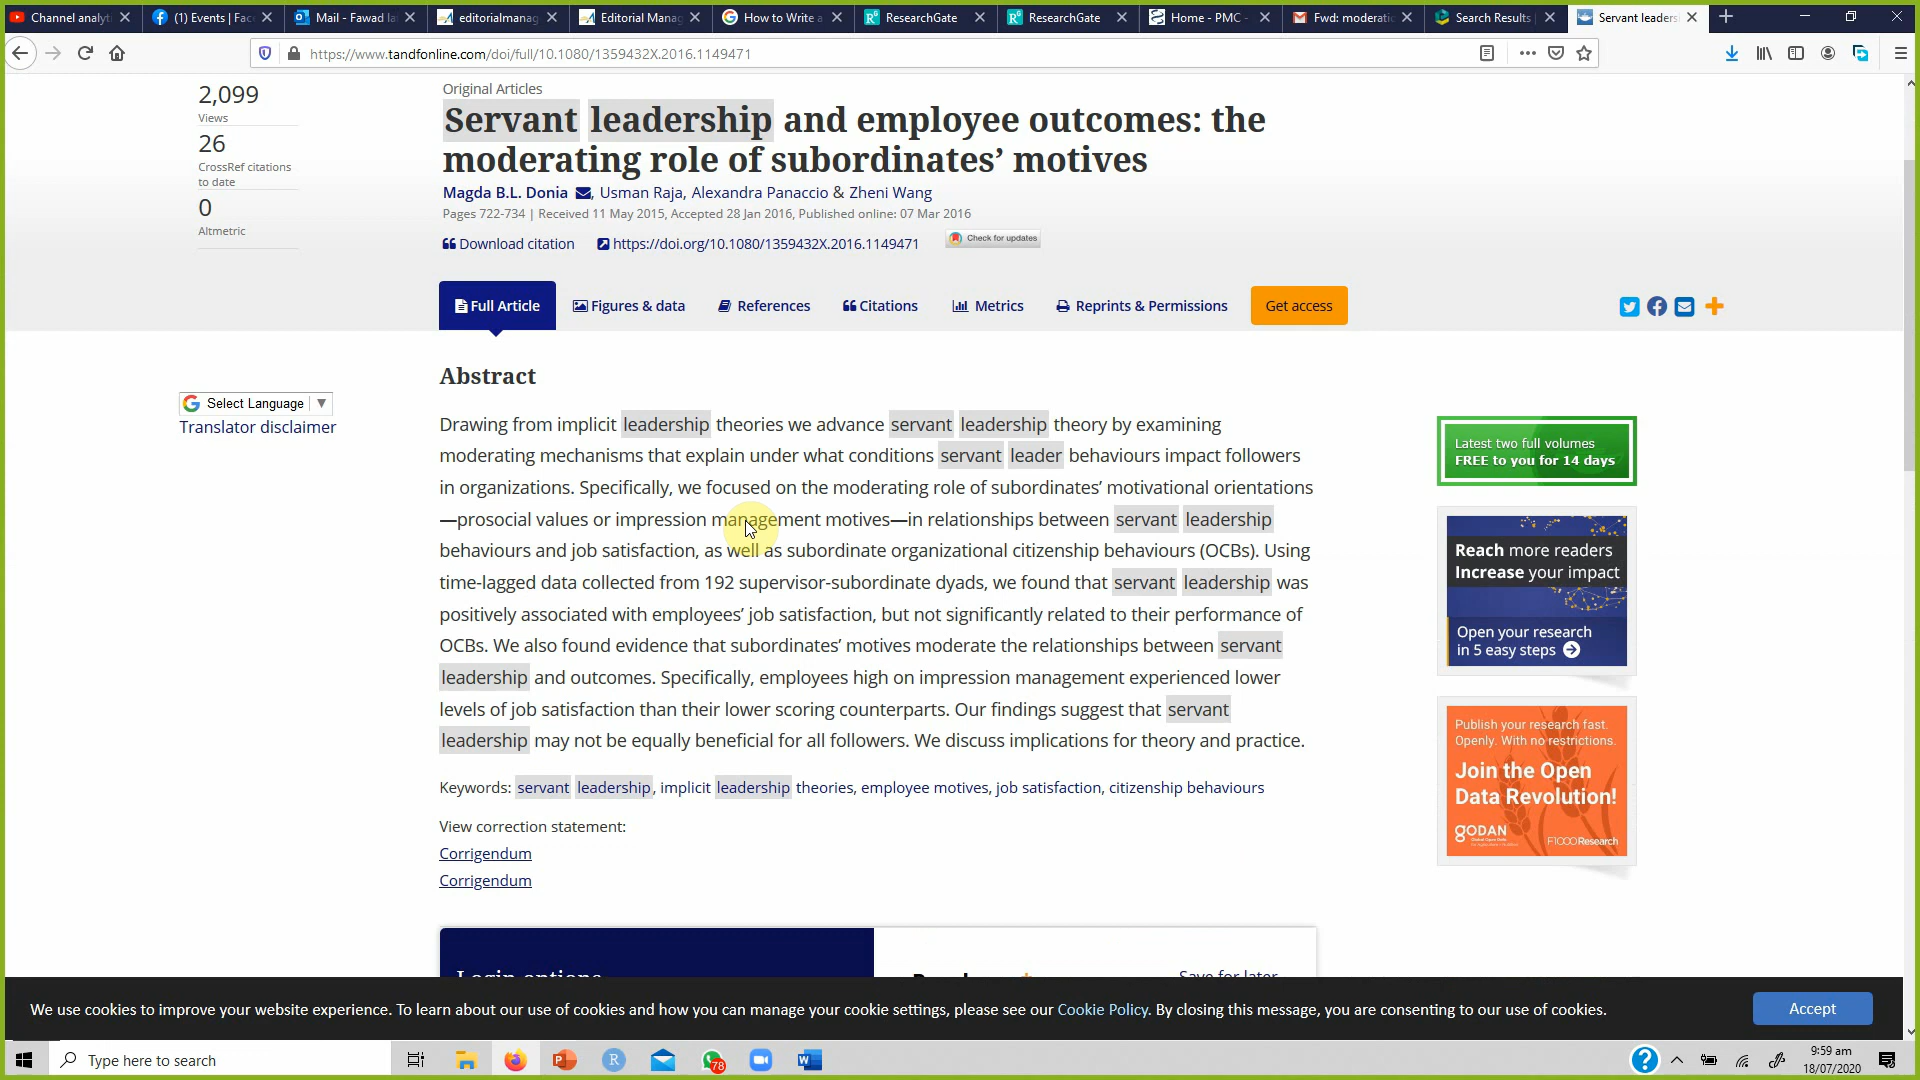 Channel analyt
(1) Events | Fac
Mail - Fawad la
editorialmanag
Editorial Manag
How to Write a
ResearchGate
ResearchGate
Home - PMC -
Fwd: moderatio
Search Results
Servant leaders
https://www.tandfonline.com/doi/full/10.1080/1359432X.2016.1149471
2,099
Views
26
CrossRef citations
to date
0
Altmetric
Original Articles
Servant leadership and employee outcomes: the
moderating role of subordinates’ motives
Magda B.L. Donia , Usman Raja, Alexandra Panaccio & Zheni Wang
Pages 722-734 | Received 11 May 2015, Accepted 28 Jan 2016, Published online: 07 Mar 2016
Download citation https://doi.org/10.1080/1359432X.2016.1149471 Check for updates
Full Article Figures & data References Citations Metrics Reprints & Permissions Get access
Select Language ▼
Translator disclaimer
Abstract
Drawing from implicit leadership theories we advance servant leadership theory by examining
moderating mechanisms that explain under what conditions servant leader behaviours impact followers
in organizations. Specifically, we focused on the moderating role of subordinates’ motivational orientations
—prosocial values or impression management motives—in relationships between servant leadership
behaviours and job satisfaction, as well as subordinate organizational citizenship behaviours (OCBs). Using
time-lagged data collected from 192 supervisor-subordinate dyads, we found that servant leadership was
positively associated with employees’ job satisfaction, but not significantly related to their performance of
OCBs. We also found evidence that subordinates’ motives moderate the relationships between servant
leadership and outcomes. Specifically, employees high on impression management experienced lower
levels of job satisfaction than their lower scoring counterparts. Our findings suggest that servant
leadership may not be equally beneficial for all followers. We discuss implications for theory and practice.
Keywords: servant leadership, implicit leadership theories, employee motives, job satisfaction, citizenship behaviours
View correction statement:
Corrigendum
Corrigendum
Latest two full volumes
FREE to you for 14 days
Reach more readers
Increase your impact
Open your research
in 5 easy steps
Publish your research fast.
Openly. With no restrictions.
Join the Open
Data Revolution!
GODAN
F1000Research
Login options
Save for later
We use cookies to improve your website experience. To learn about our use of cookies and how you can manage your cookie settings, please see our Cookie Policy. By closing this message, you are consenting to our use of cookies.
Accept
Type here to search
78
9:59 am
18/07/2020